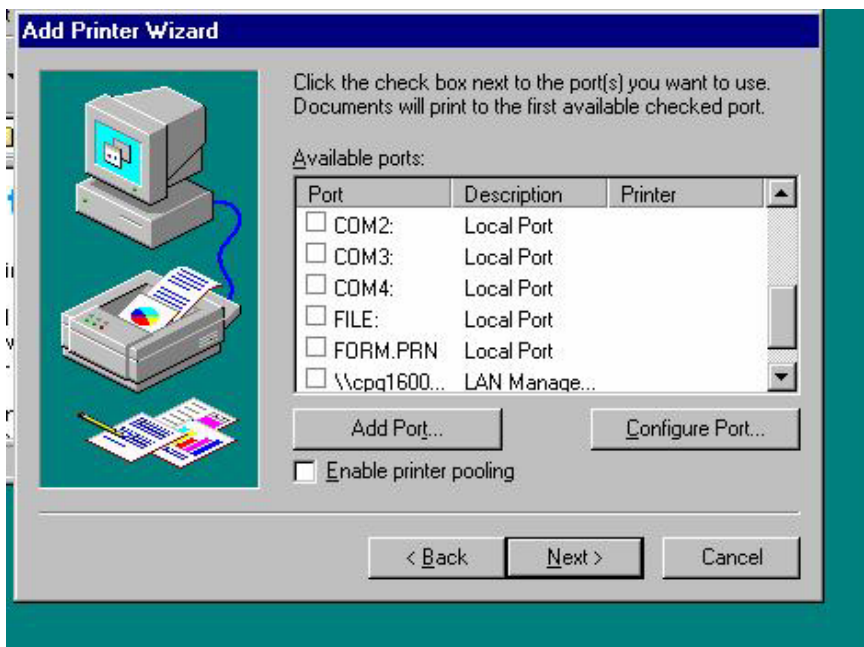 Add Printer Wizard
Click the check box next to the port(s) you want to use.
Documents will print to the first available checked port.
Available ports:
Port Description Printer
COM2: Local Port
COM3: Local Port
COM4: Local Port
FILE: Local Port
FORM.PRN Local Port
\\cpq1600... LAN Manage...
Add Port... Configure Port...
Enable printer pooling
< Back Next > Cancel